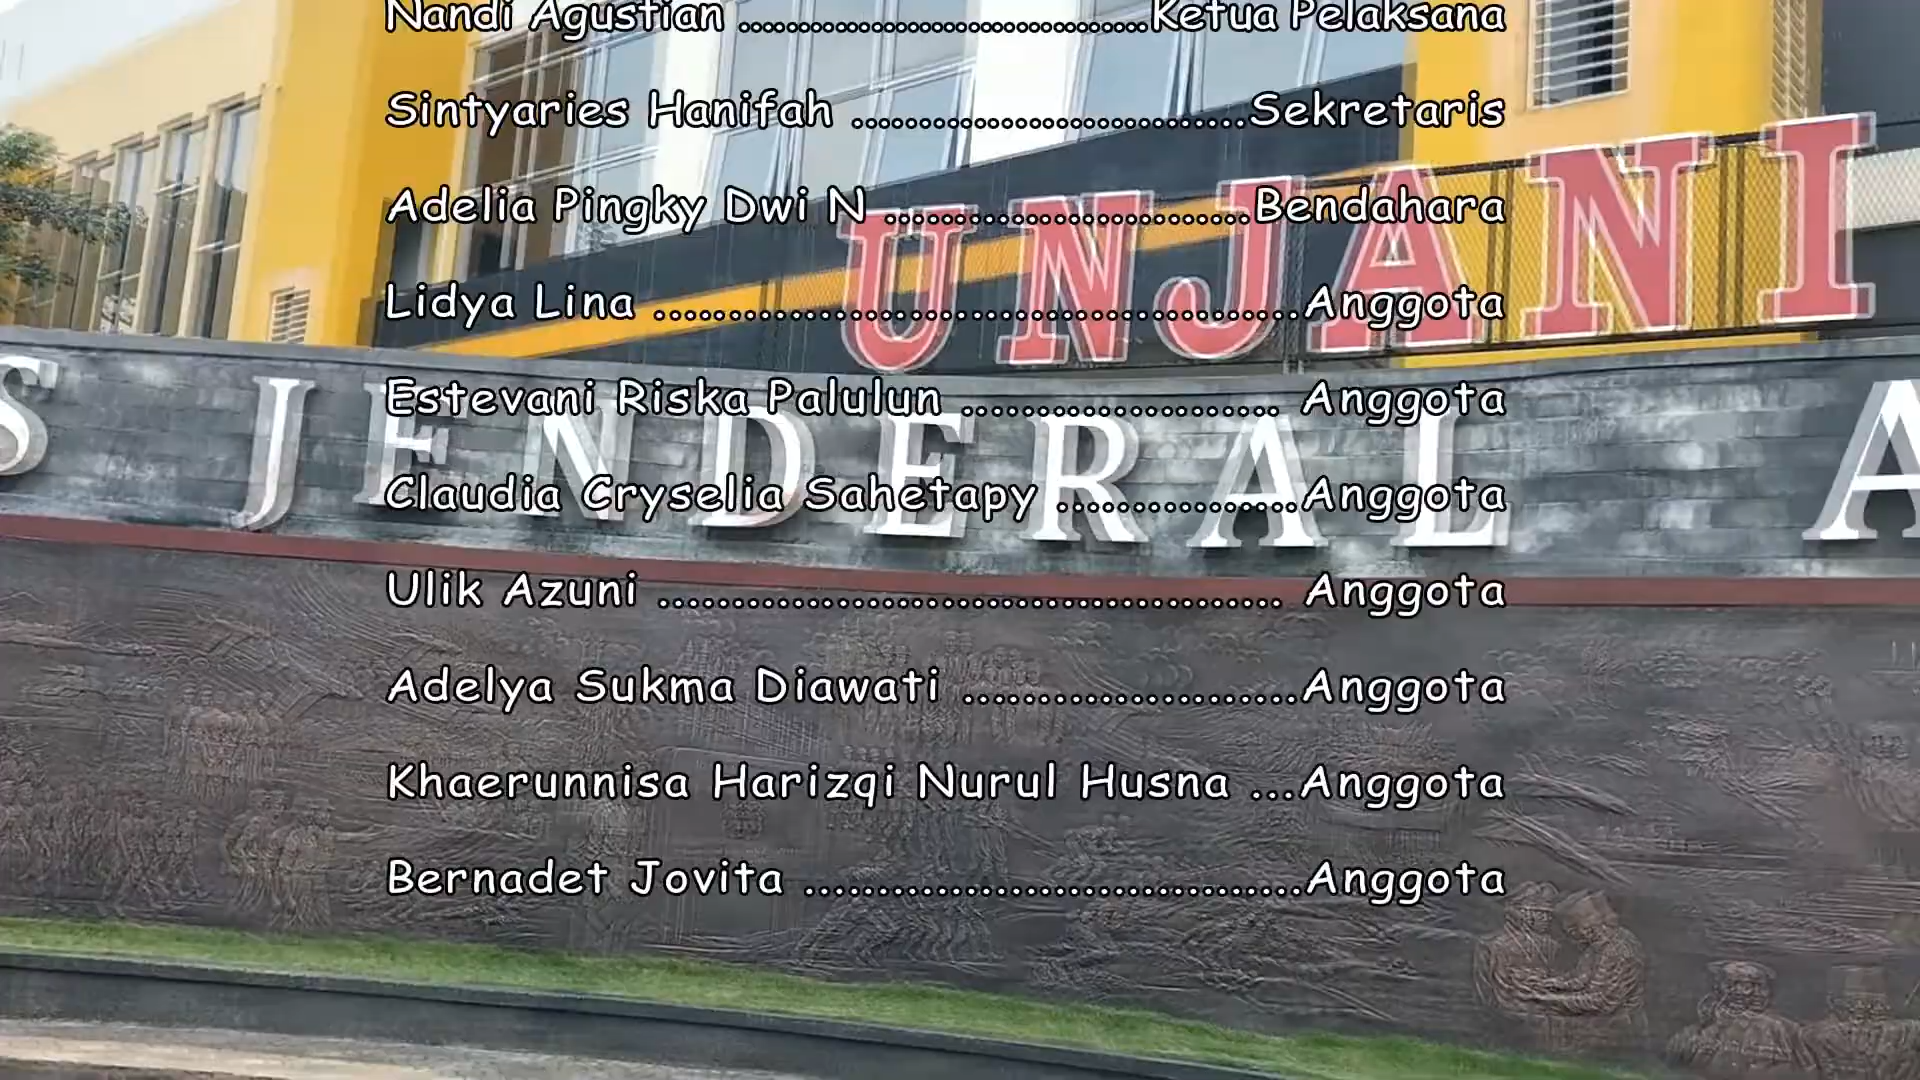 Nandi Agustian ..................................Ketua Pelaksana
Sintyaries Hanifah ............................Sekretaris
Adelia Pingky Dwi N ..........................Bendahara
Lidya Lina ...........................................Anggota
Estevani Riska Palulun ..................... Anggota
Claudia Cryselia Sahetapy ................Anggota
Ulik Azuni .......................................... Anggota
Adelya Sukma Diawati ......................Anggota
Khaerunnisa Harizqi Nurul Husna ...Anggota
Bernadet Jovita ..................................Anggota
UNJANI
S JENDERAL A